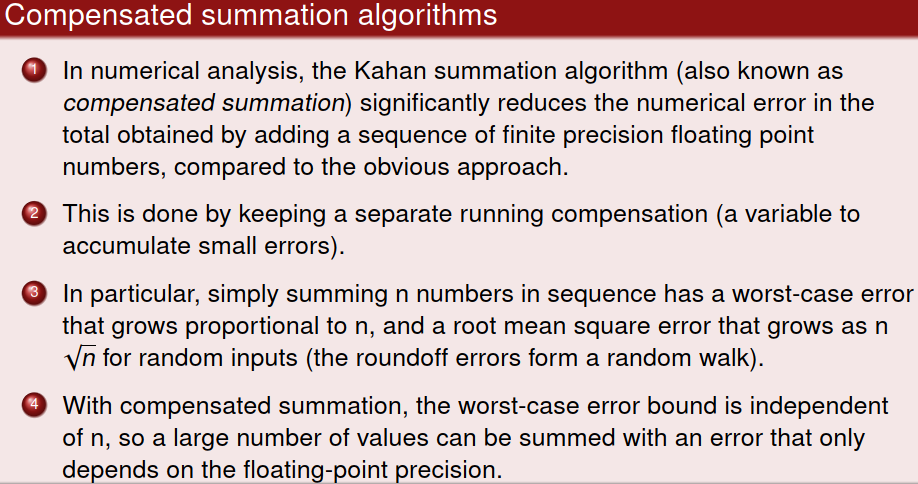 Compensated summation algorithms
1 In numerical analysis, the Kahan summation algorithm (also known as
compensated summation) significantly reduces the numerical error in the
total obtained by adding a sequence of finite precision floating point
numbers, compared to the obvious approach.
2 This is done by keeping a separate running compensation (a variable to
accumulate small errors).
3 In particular, simply summing n numbers in sequence has a worst-case error
that grows proportional to n, and a root mean square error that grows as n
√n for random inputs (the roundoff errors form a random walk).
4 With compensated summation, the worst-case error bound is independent
of n, so a large number of values can be summed with an error that only
depends on the floating-point precision.